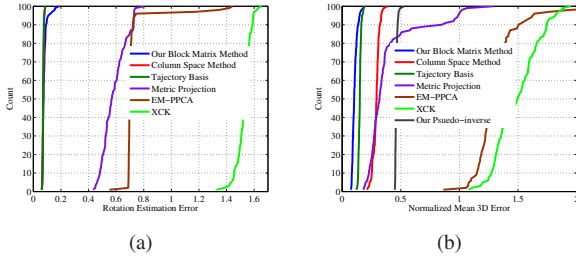 100
90
80
70
60
50
40
30
20
10
0
Count
0
0.2
0.4
0.6
0.8
1
1.2
1.4
1.6
Rotation Estimation Error
Our Block Matrix Method
Column Space Method
Tajectory Basis
Metric Projection
EM−PPCA
XCK
(a)
100
90
80
70
60
50
40
30
20
10
0
Count
0
0.5
1
1.5
2
Normalized Mean 3D Error
Our Block Matrix Method
Column Space Method
Tajectory Basis
Metric Projection
EM−PPCA
XCK
Our Psuedo−inverse
(b)